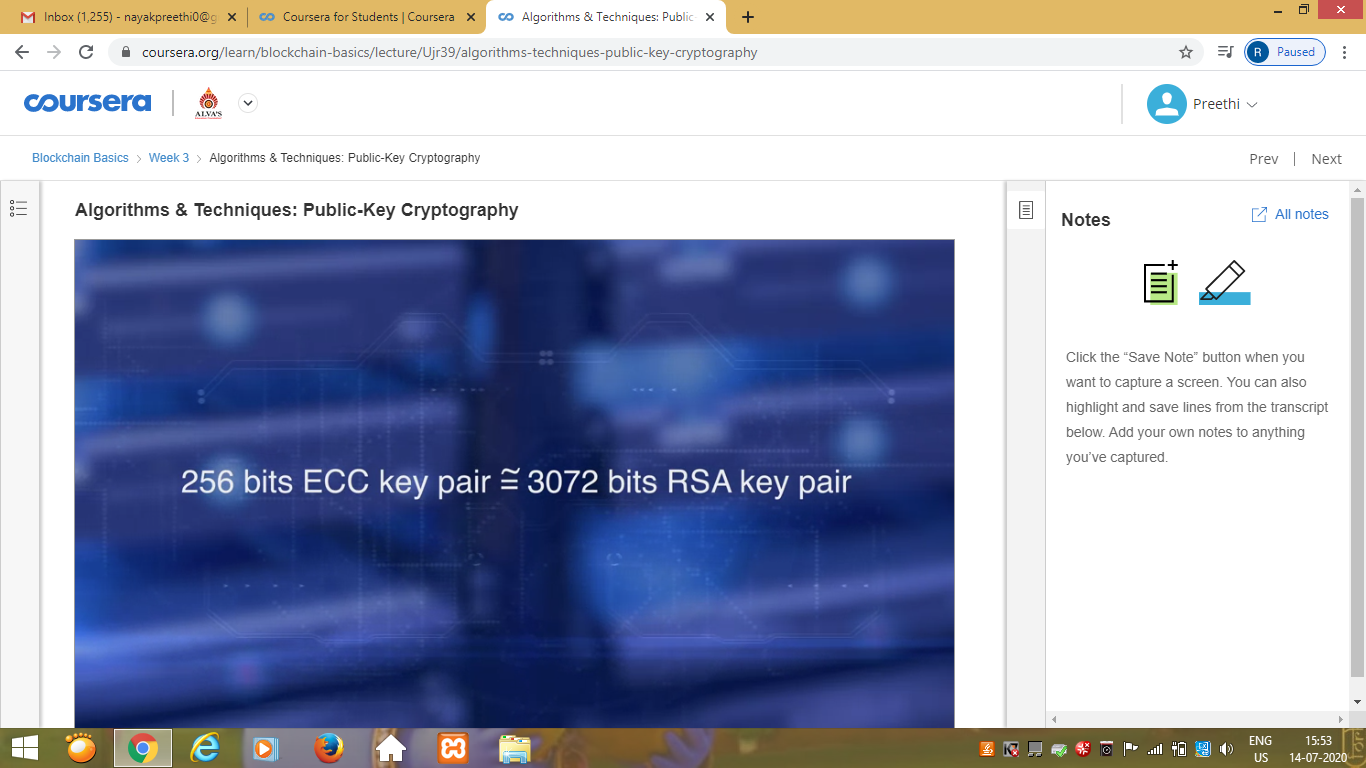 Inbox (1,255) - nayakpreethi0@g
Coursera for Students | Coursera
Algorithms & Techniques: Public-
coursera.org/learn/blockchain-basics/lecture/Ujr39/algorithms-techniques-public-key-cryptography
R Paused
coursera
ALVA'S
Preethi
Blockchain Basics > Week 3 > Algorithms & Techniques: Public-Key Cryptography
Prev | Next
Algorithms & Techniques: Public-Key Cryptography
Notes
All notes
256 bits ECC key pair ≅ 3072 bits RSA key pair
Click the “Save Note” button when you
want to capture a screen. You can also
highlight and save lines from the transcript
below. Add your own notes to anything
you’ve captured.
ENG
US
15:53
14-07-2020